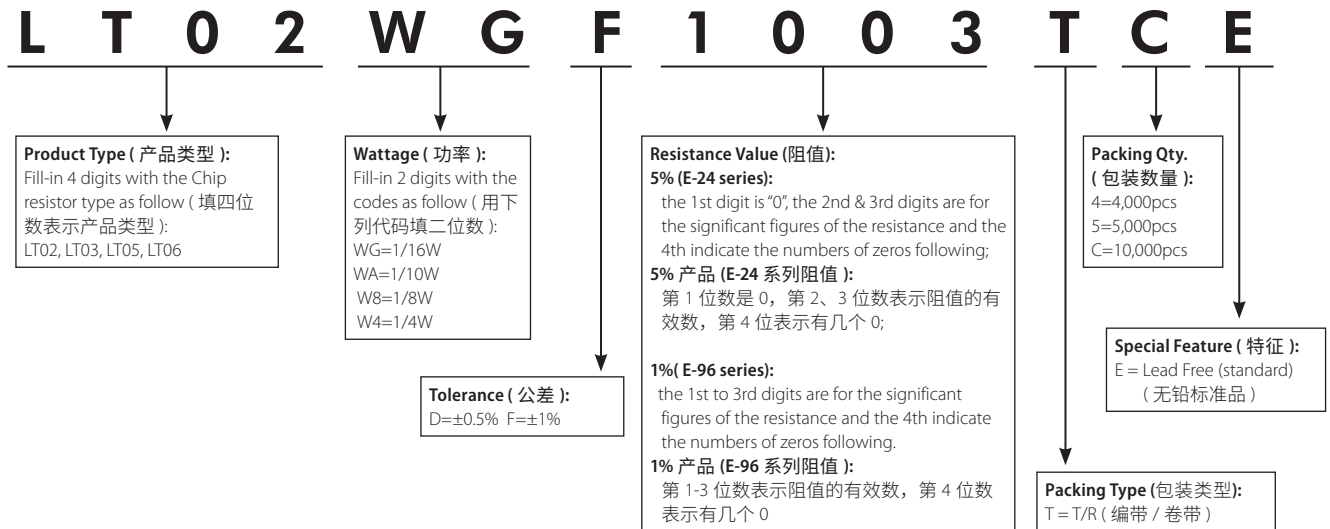 L T 0 2 W G F 1 0 0 3 T C E
Product Type ( 产品类型 ):
Fill-in 4 digits with the Chip
resistor type as follow ( 填四位
数表示产品类型 ):
LT02, LT03, LT05, LT06
Wattage ( 功率 ):
Fill-in 2 digits with the
codes as follow ( 用下
列代码填二位数 ):
WG=1/16W
WA=1/10W
W8=1/8W
W4=1/4W
Tolerance ( 公差 ):
D=±0.5% F=±1%
Resistance Value (阻值):
5% (E-24 series):
the 1st digit is “0”, the 2nd & 3rd digits are for
the significant figures of the resistance and the
4th indicate the numbers of zeros following;
5% 产品 (E-24 系列阻值 ):
第 1 位数是 0，第 2、3 位数表示阻值的有
效数，第 4 位表示有几个 0;
1%( E-96 series):
the 1st to 3rd digits are for the significant
figures of the resistance and the 4th indicate
the numbers of zeros following.
1% 产品 (E-96 系列阻值 ):
第 1-3 位数表示阻值的有效数，第 4 位数
表示有几个 0
Packing Qty.
( 包装数量 ):
4=4,000pcs
5=5,000pcs
C=10,000pcs
Special Feature ( 特征 ):
E = Lead Free (standard)
( 无铅标准品 )
Packing Type (包装类型):
T = T/R ( 编带 / 卷带 )